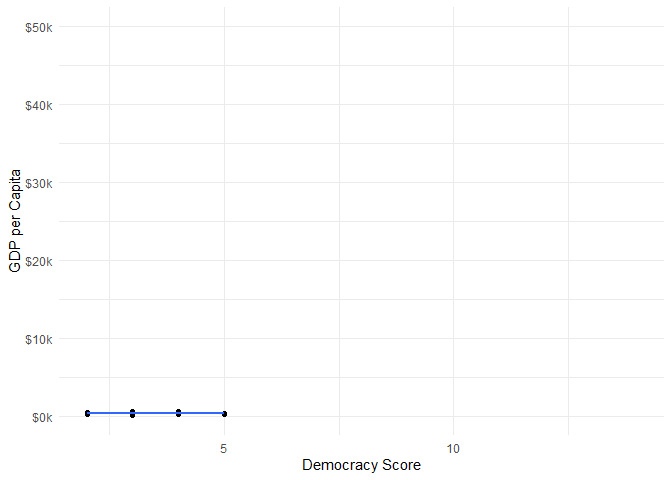 $50k
$40k
$30k
$20k
$10k
$0k
GDP per Capita
5
10
Democracy Score